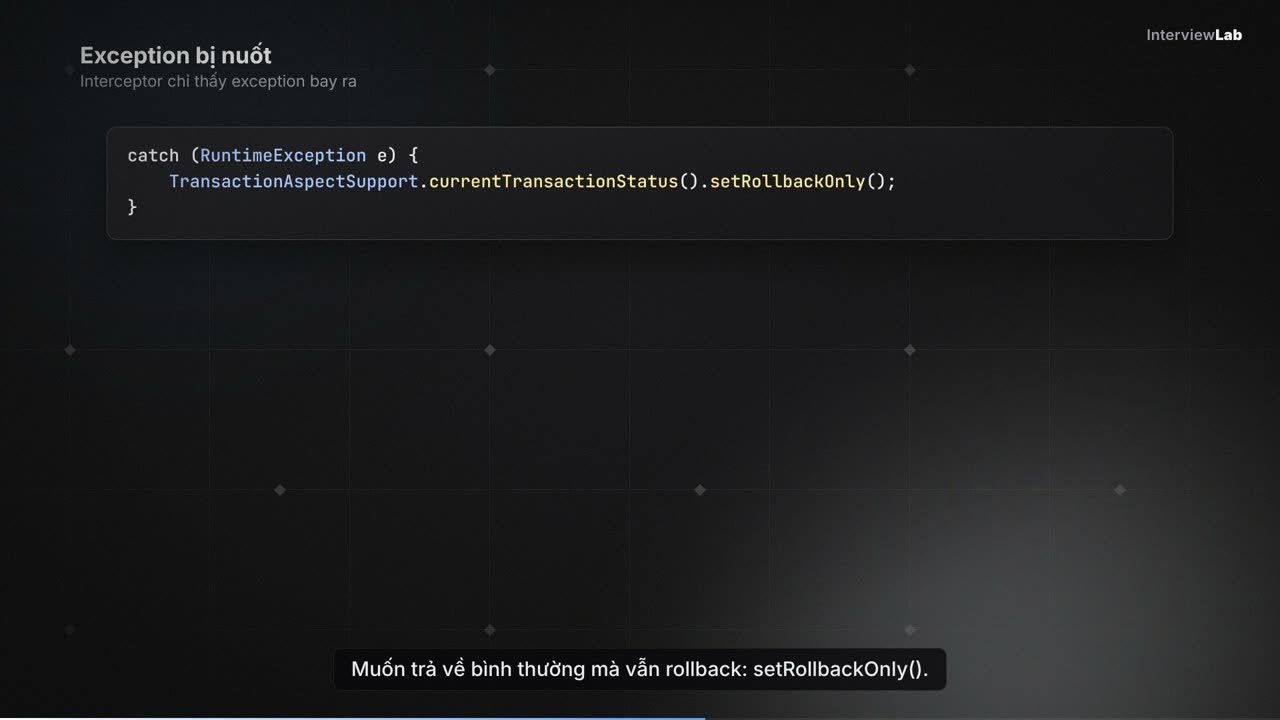 Exception bị nuốt
Interceptor chỉ thấy exception bay ra
InterviewLab
catch (RuntimeException e) {
    TransactionAspectSupport.currentTransactionStatus().setRollbackOnly();
}
Muốn trả về bình thường mà vẫn rollback: setRollbackOnly().